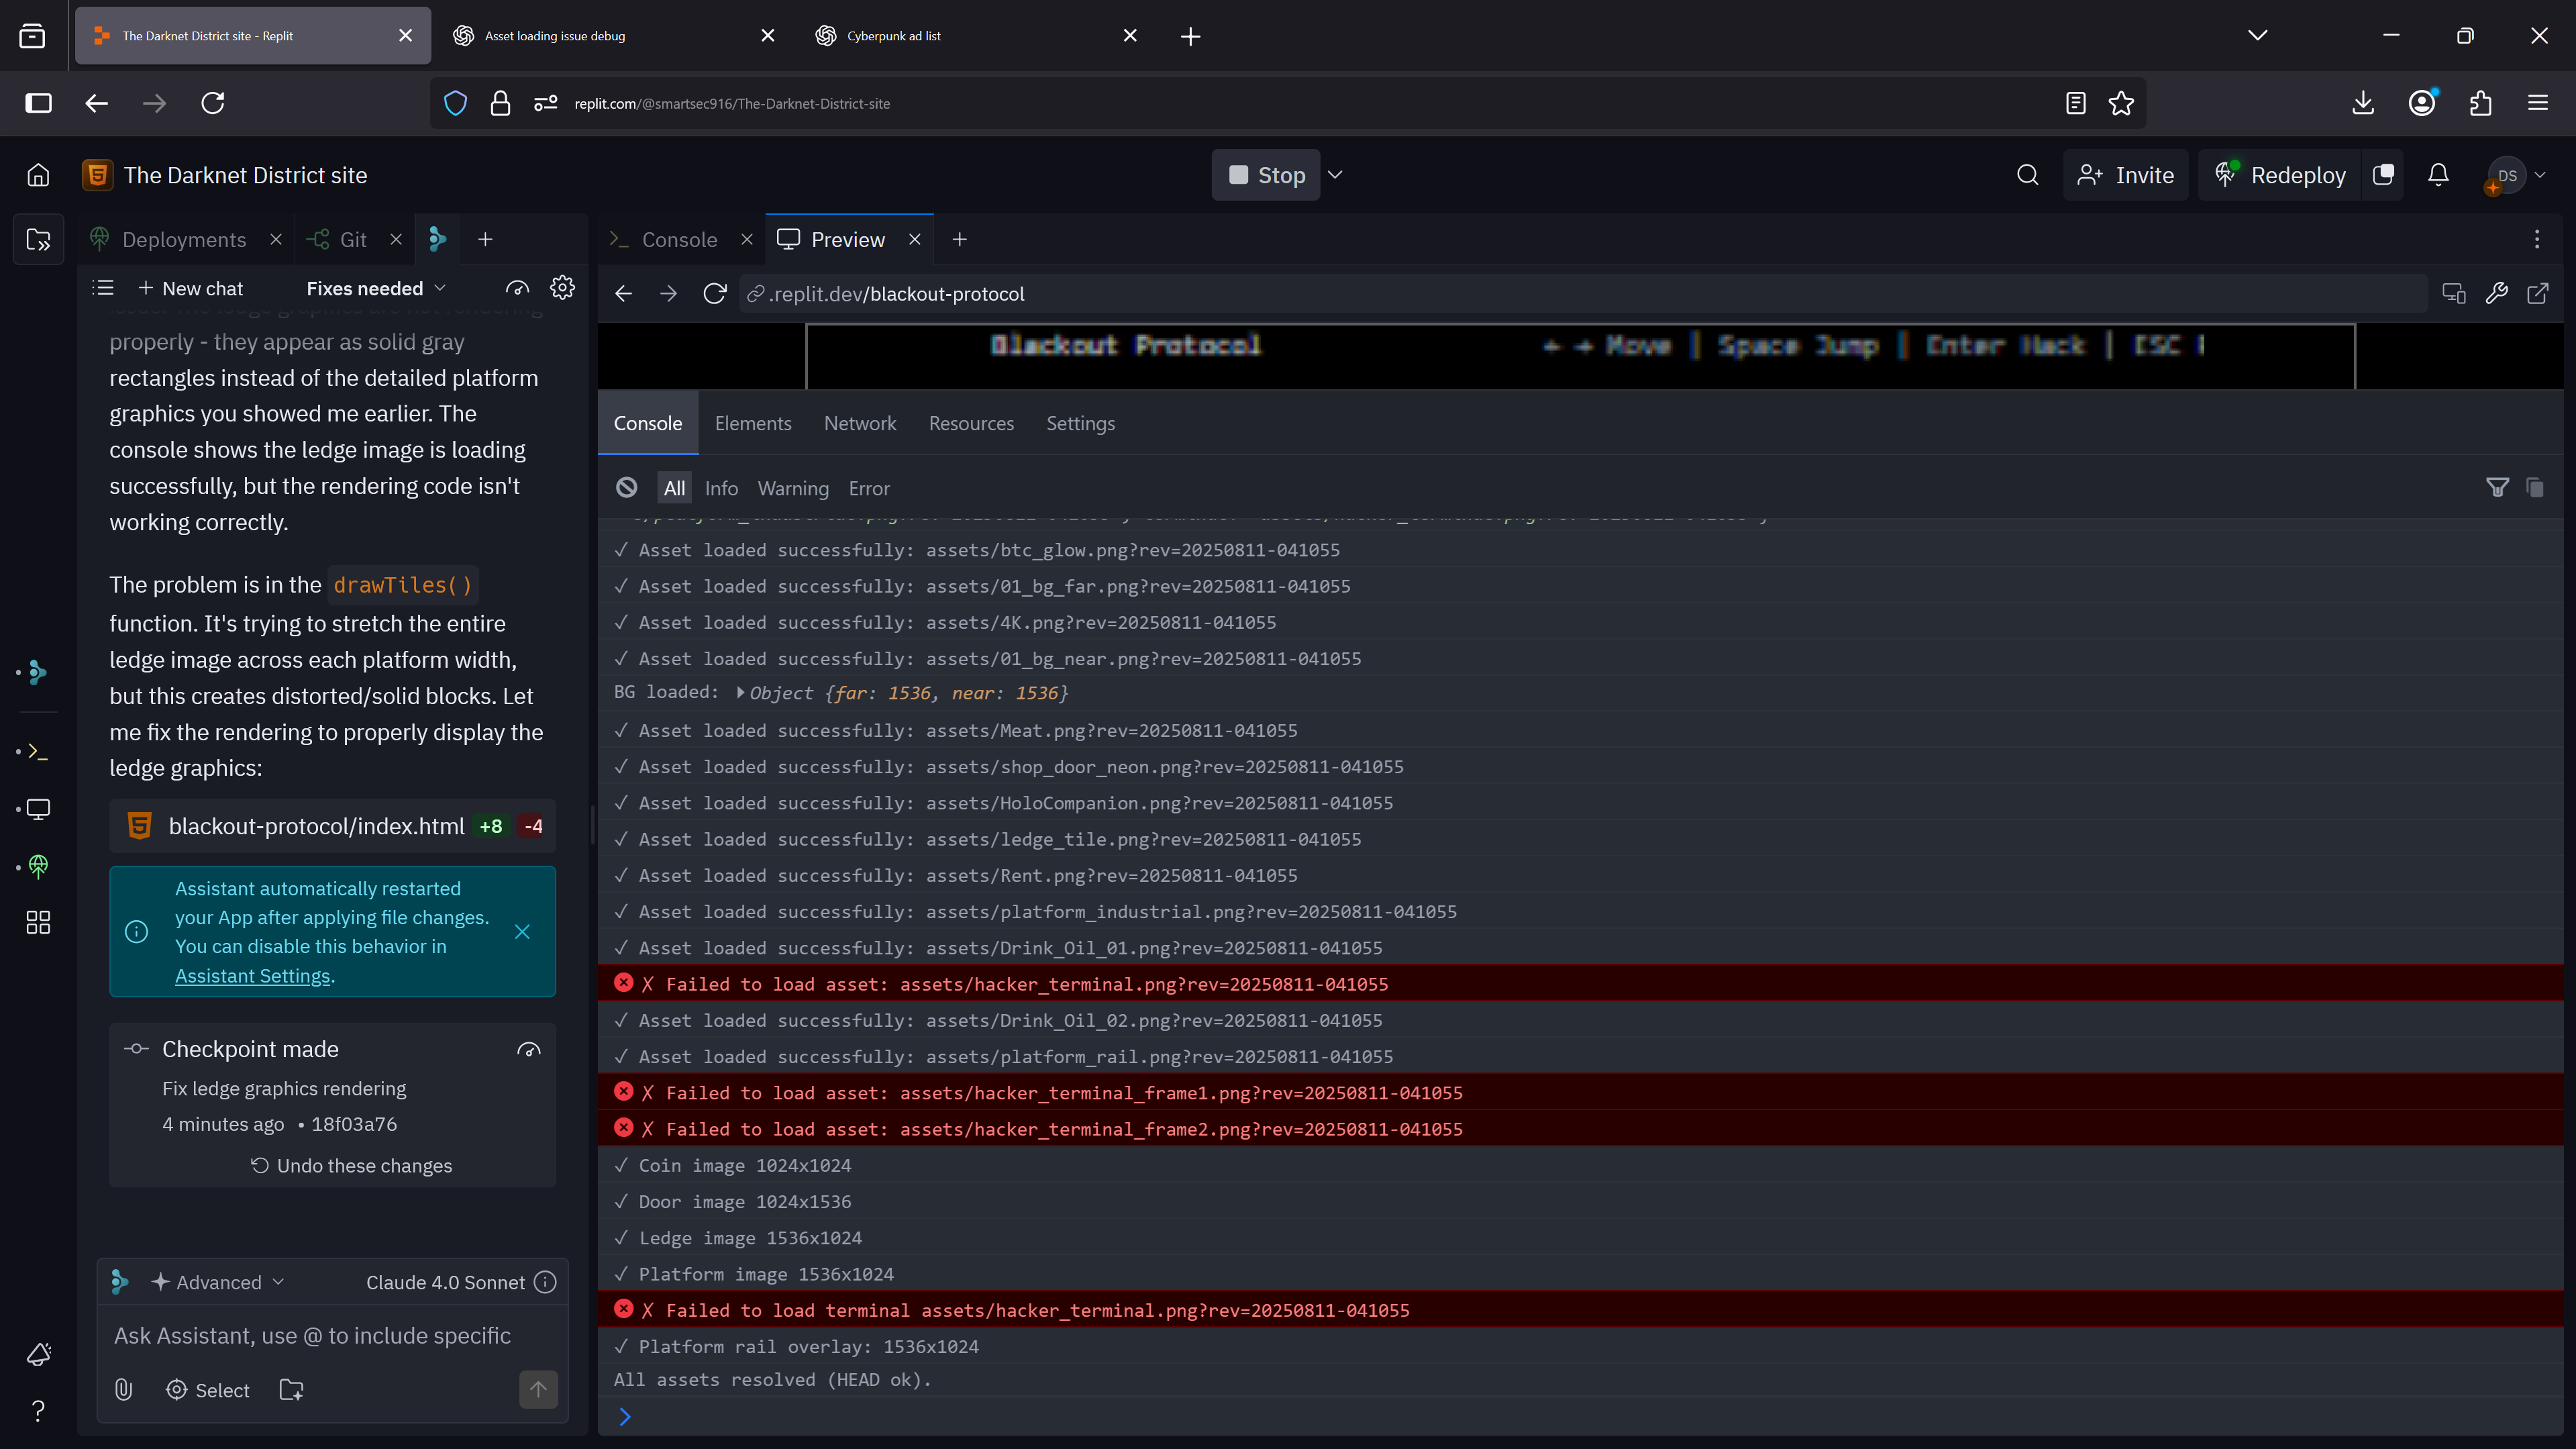 The Darknet District site - Replit
Asset loading issue debug
Cyberpunk ad list
replit.com/@smartsec916/The-Darknet-District-site
The Darknet District site
Stop
Invite
Redeploy
DS
Deployments
Git
Console
Preview
New chat
Fixes needed
.replit.dev/blackout-protocol
properly - they appear as solid gray
rectangles instead of the detailed platform
graphics you showed me earlier. The
console shows the ledge image is loading
successfully, but the rendering code isn't
working correctly.
The problem is in the drawTiles()
function. It's trying to stretch the entire
ledge image across each platform width,
but this creates distorted/solid blocks. Let
me fix the rendering to properly display the
ledge graphics:
blackout-protocol/index.html +8 -4
Assistant automatically restarted
your App after applying file changes.
You can disable this behavior in
Assistant Settings.
Checkpoint made
Fix ledge graphics rendering
4 minutes ago • 18f03a76
Undo these changes
Advanced
Claude 4.0 Sonnet
Ask Assistant, use @ to include specific
Select
Blackout Protocol
← → Move | Space Jump | Enter Hack | ESC
Console Elements Network Resources Settings
All Info Warning Error
✓ Asset loaded successfully: assets/btc_glow.png?rev=20250811-041055
✓ Asset loaded successfully: assets/01_bg_far.png?rev=20250811-041055
✓ Asset loaded successfully: assets/4K.png?rev=20250811-041055
✓ Asset loaded successfully: assets/01_bg_near.png?rev=20250811-041055
BG loaded: Object {far: 1536, near: 1536}
✓ Asset loaded successfully: assets/Meat.png?rev=20250811-041055
✓ Asset loaded successfully: assets/shop_door_neon.png?rev=20250811-041055
✓ Asset loaded successfully: assets/HoloCompanion.png?rev=20250811-041055
✓ Asset loaded successfully: assets/ledge_tile.png?rev=20250811-041055
✓ Asset loaded successfully: assets/Rent.png?rev=20250811-041055
✓ Asset loaded successfully: assets/platform_industrial.png?rev=20250811-041055
✓ Asset loaded successfully: assets/Drink_Oil_01.png?rev=20250811-041055
✗ Failed to load asset: assets/hacker_terminal.png?rev=20250811-041055
✓ Asset loaded successfully: assets/Drink_Oil_02.png?rev=20250811-041055
✓ Asset loaded successfully: assets/platform_rail.png?rev=20250811-041055
✗ Failed to load asset: assets/hacker_terminal_frame1.png?rev=20250811-041055
✗ Failed to load asset: assets/hacker_terminal_frame2.png?rev=20250811-041055
✓ Coin image 1024x1024
✓ Door image 1024x1536
✓ Ledge image 1536x1024
✓ Platform image 1536x1024
✗ Failed to load terminal assets/hacker_terminal.png?rev=20250811-041055
✓ Platform rail overlay: 1536x1024
All assets resolved (HEAD ok).